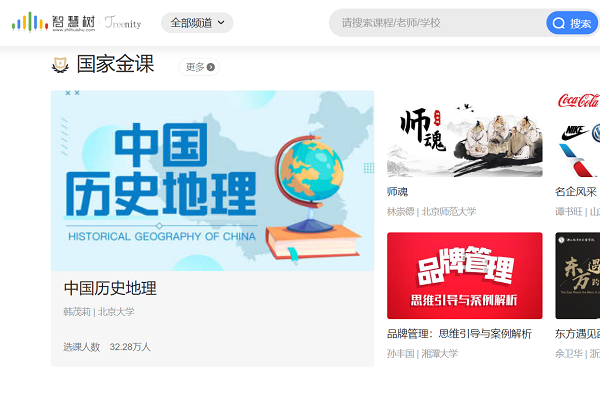 智慧树
www.zhihuishu.com
Treenity
全部频道
请搜索课程/老师/学校
搜索
国家金课
更多
中国
历史地理
HISTORICAL GEOGRAPHY OF CHINA
中国历史地理
韩茂莉 | 北京大学
选课人数 32.28万人
师魂
师魂
林崇德 | 北京师范大学
品牌管理
思维引导与案例解析
品牌管理：思维引导与案例解析
孙丰国 | 湘潭大学
Coca-Cola
NIKE
名企风采
谭书旺 | 山
东方
遇
的
东方遇见西
余卫华 | 浙